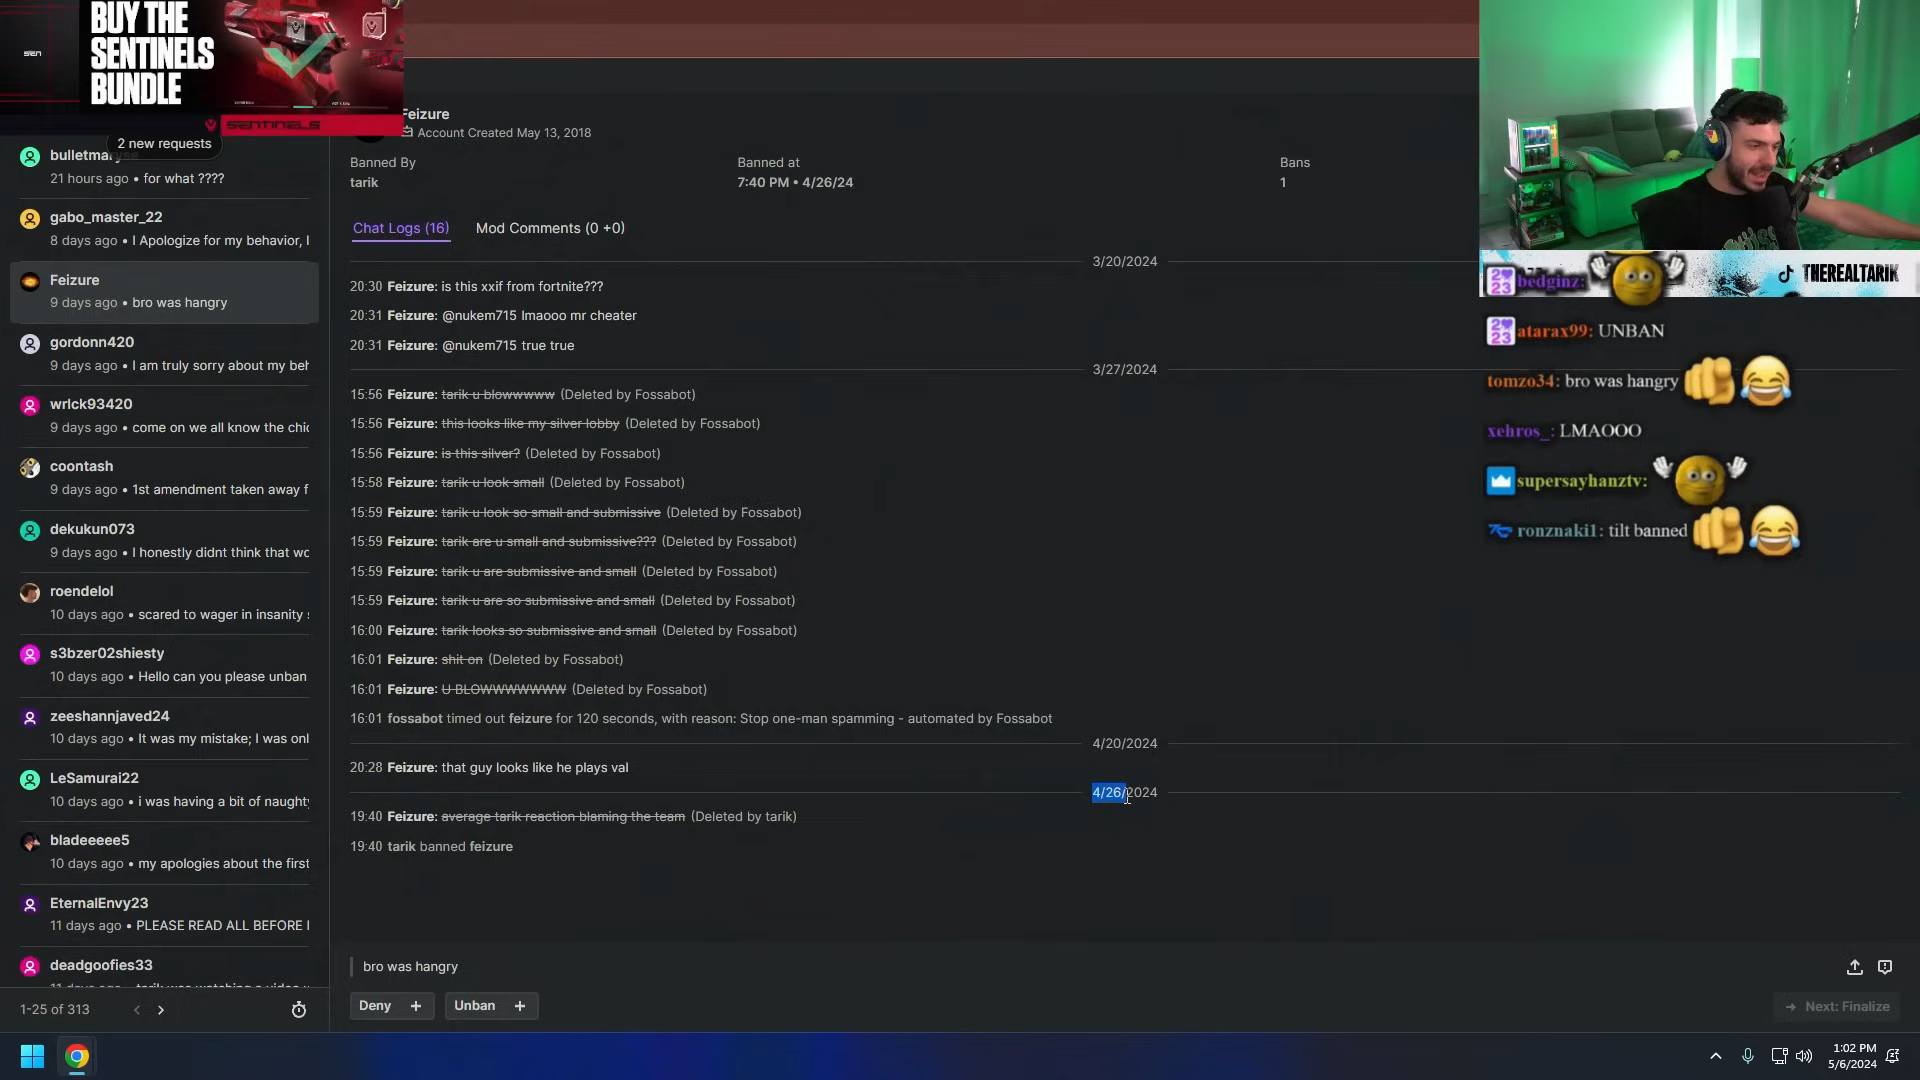 BUY THE
SENTINELS
BUNDLE
SEN
SENTINELS
2 new requests
bulletmaryse
21 hours ago • for what ????
gabo_master_22
8 days ago • I Apologize for my behavior, I
Feizure
9 days ago • bro was hangry
gordonn420
9 days ago • I am truly sorry about my beh
wrlck93420
9 days ago • come on we all know the chic
coontash
9 days ago • 1st amendment taken away f
dekukun073
9 days ago • I honestly didnt think that wo
roendelol
10 days ago • scared to wager in insanity s
s3bzer02shiesty
10 days ago • Hello can you please unban
zeeshannjaved24
10 days ago • It was my mistake; I was onl
LeSamurai22
10 days ago • i was having a bit of naughty
bladeeeee5
10 days ago • my apologies about the first
EternalEnvy23
11 days ago • PLEASE READ ALL BEFORE I
deadgoofies33
1-25 of 313
Feizure
Account Created May 13, 2018
Banned By
tarik
Banned at
7:40 PM • 4/26/24
Bans
1
Chat Logs (16)
Mod Comments (0 +0)
3/20/2024
20:30 Feizure: is this xxif from fortnite???
20:31 Feizure: @nukem715 lmaooo mr cheater
20:31 Feizure: @nukem715 true true
3/27/2024
15:56 Feizure: tarik u blowwwww (Deleted by Fossabot)
15:56 Feizure: this looks like my silver lobby (Deleted by Fossabot)
15:56 Feizure: is this silver? (Deleted by Fossabot)
15:58 Feizure: tarik u look small (Deleted by Fossabot)
15:59 Feizure: tarik u look so small and submissive (Deleted by Fossabot)
15:59 Feizure: tarik are u small and submissive??? (Deleted by Fossabot)
15:59 Feizure: tarik u are submissive and small (Deleted by Fossabot)
15:59 Feizure: tarik u are so submissive and small (Deleted by Fossabot)
16:00 Feizure: tarik looks so submissive and small (Deleted by Fossabot)
16:01 Feizure: shit on (Deleted by Fossabot)
16:01 Feizure: U BLOWWWWWWW (Deleted by Fossabot)
16:01 fossabot timed out feizure for 120 seconds, with reason: Stop one-man spamming - automated by Fossabot
4/20/2024
20:28 Feizure: that guy looks like he plays val
4/26/2024
19:40 Feizure: average tarik reaction blaming the team (Deleted by tarik)
19:40 tarik banned feizure
bro was hangry
Deny +
Unban +
Next: Finalize
THEREALTARIK
bedginz:
atarax99: UNBAN
tomzo34: bro was hangry
xehros_: LMAOOO
supersayhanztv:
ronznaki1: tilt banned
1:02 PM
5/6/2024